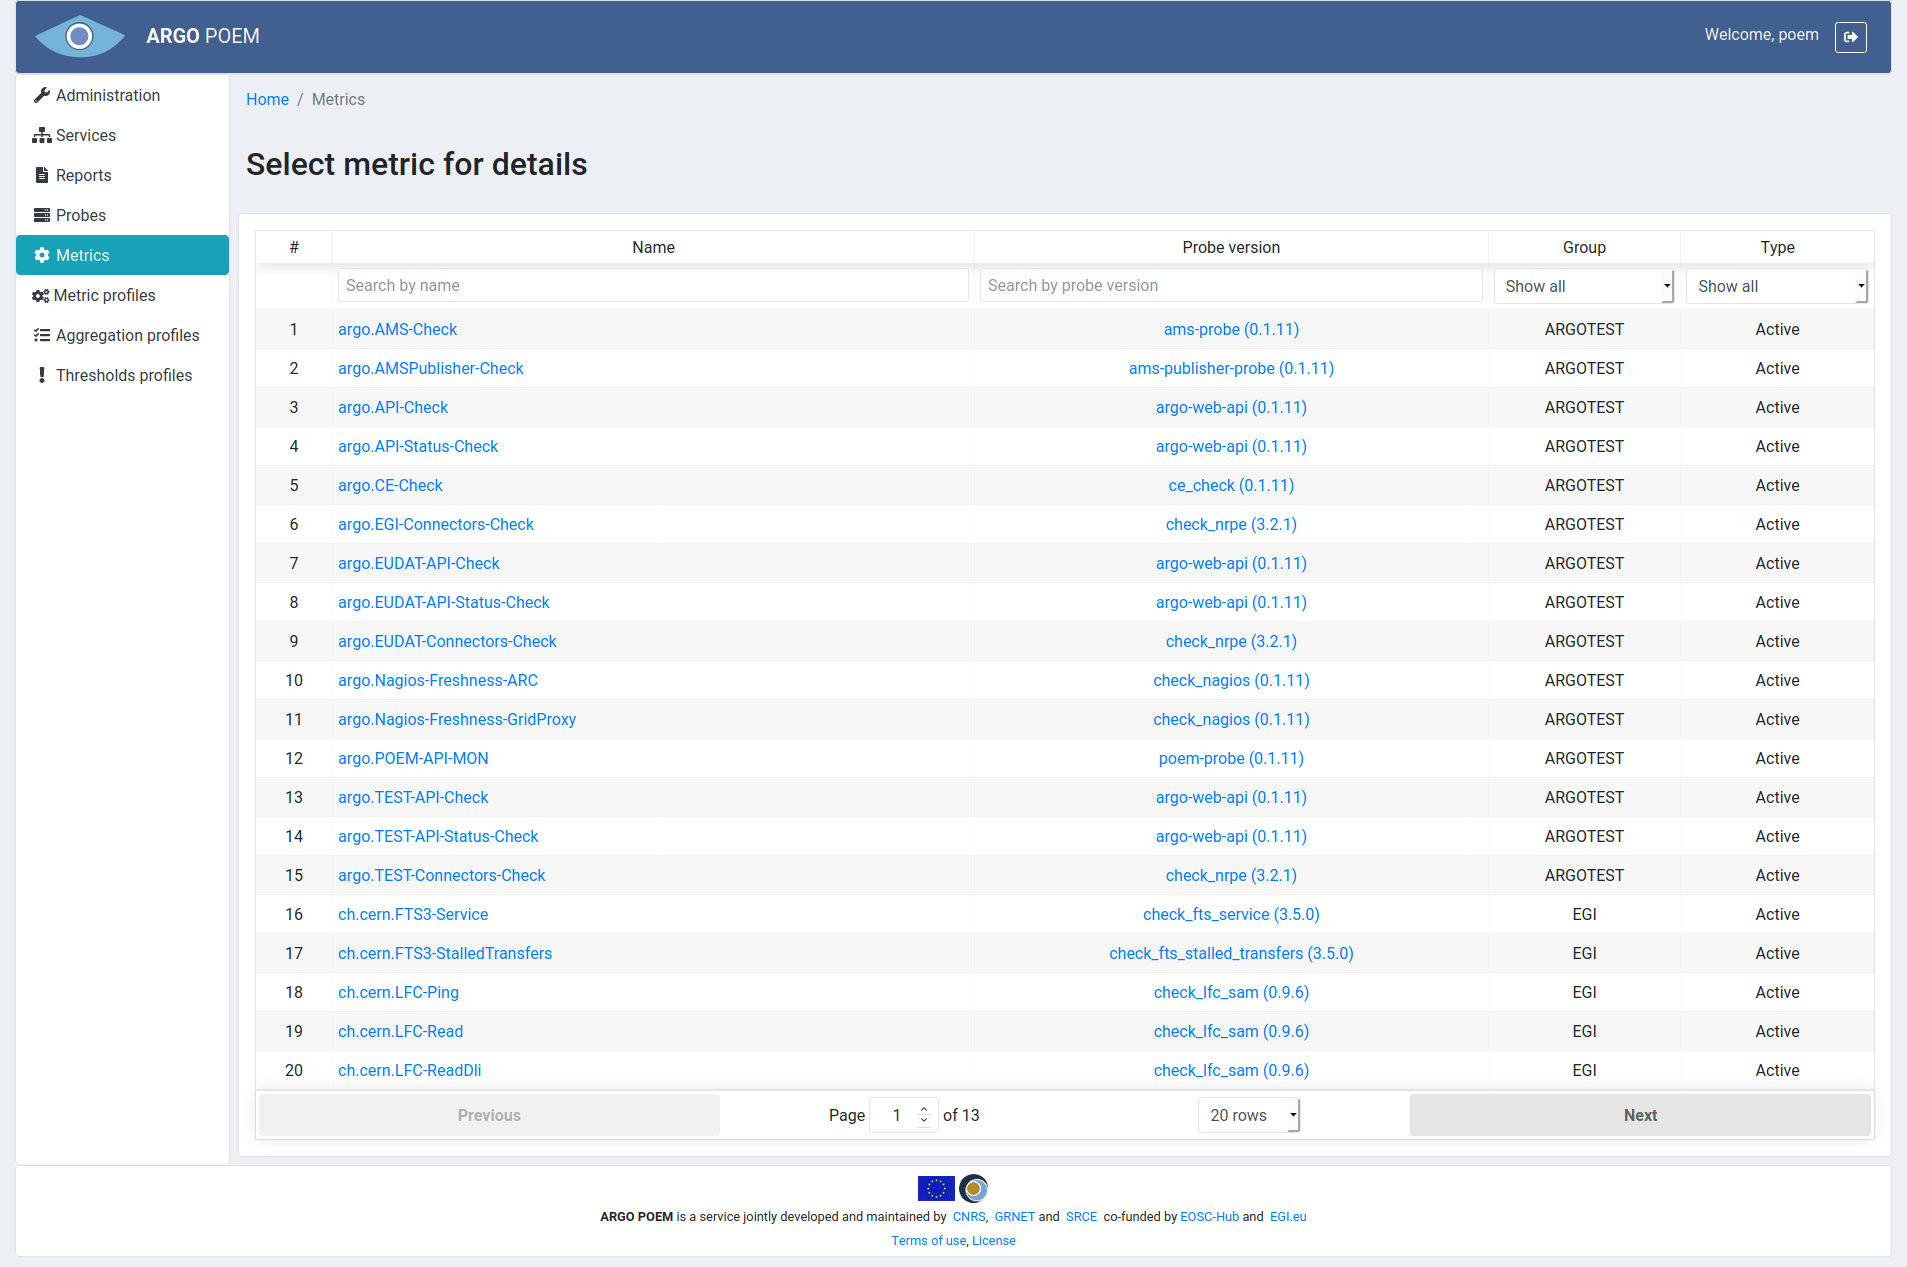 ARGO POEM
Welcome, poem
Administration
Services
Reports
Probes
Metrics
Metric profiles
Aggregation profiles
Thresholds profiles
Home / Metrics
Select metric for details
# Name Probe version Group Type
Search by name Search by probe version Show all Show all
1 argo.AMS-Check ams-probe (0.1.11) ARGOTEST Active
2 argo.AMSPublisher-Check ams-publisher-probe (0.1.11) ARGOTEST Active
3 argo.API-Check argo-web-api (0.1.11) ARGOTEST Active
4 argo.API-Status-Check argo-web-api (0.1.11) ARGOTEST Active
5 argo.CE-Check ce_check (0.1.11) ARGOTEST Active
6 argo.EGI-Connectors-Check check_nrpe (3.2.1) ARGOTEST Active
7 argo.EUDAT-API-Check argo-web-api (0.1.11) ARGOTEST Active
8 argo.EUDAT-API-Status-Check argo-web-api (0.1.11) ARGOTEST Active
9 argo.EUDAT-Connectors-Check check_nrpe (3.2.1) ARGOTEST Active
10 argo.Nagios-Freshness-ARC check_nagios (0.1.11) ARGOTEST Active
11 argo.Nagios-Freshness-GridProxy check_nagios (0.1.11) ARGOTEST Active
12 argo.POEM-API-MON poem-probe (0.1.11) ARGOTEST Active
13 argo.TEST-API-Check argo-web-api (0.1.11) ARGOTEST Active
14 argo.TEST-API-Status-Check argo-web-api (0.1.11) ARGOTEST Active
15 argo.TEST-Connectors-Check check_nrpe (3.2.1) ARGOTEST Active
16 ch.cern.FTS3-Service check_fts_service (3.5.0) EGI Active
17 ch.cern.FTS3-StalledTransfers check_fts_stalled_transfers (3.5.0) EGI Active
18 ch.cern.LFC-Ping check_lfc_sam (0.9.6) EGI Active
19 ch.cern.LFC-Read check_lfc_sam (0.9.6) EGI Active
20 ch.cern.LFC-ReadDli check_lfc_sam (0.9.6) EGI Active
Previous Page 1 of 13 20 rows Next
ARGO POEM is a service jointly developed and maintained by CNRS, GRNET and SRCE co-funded by EOSC-Hub and EGI.eu
Terms of use, License